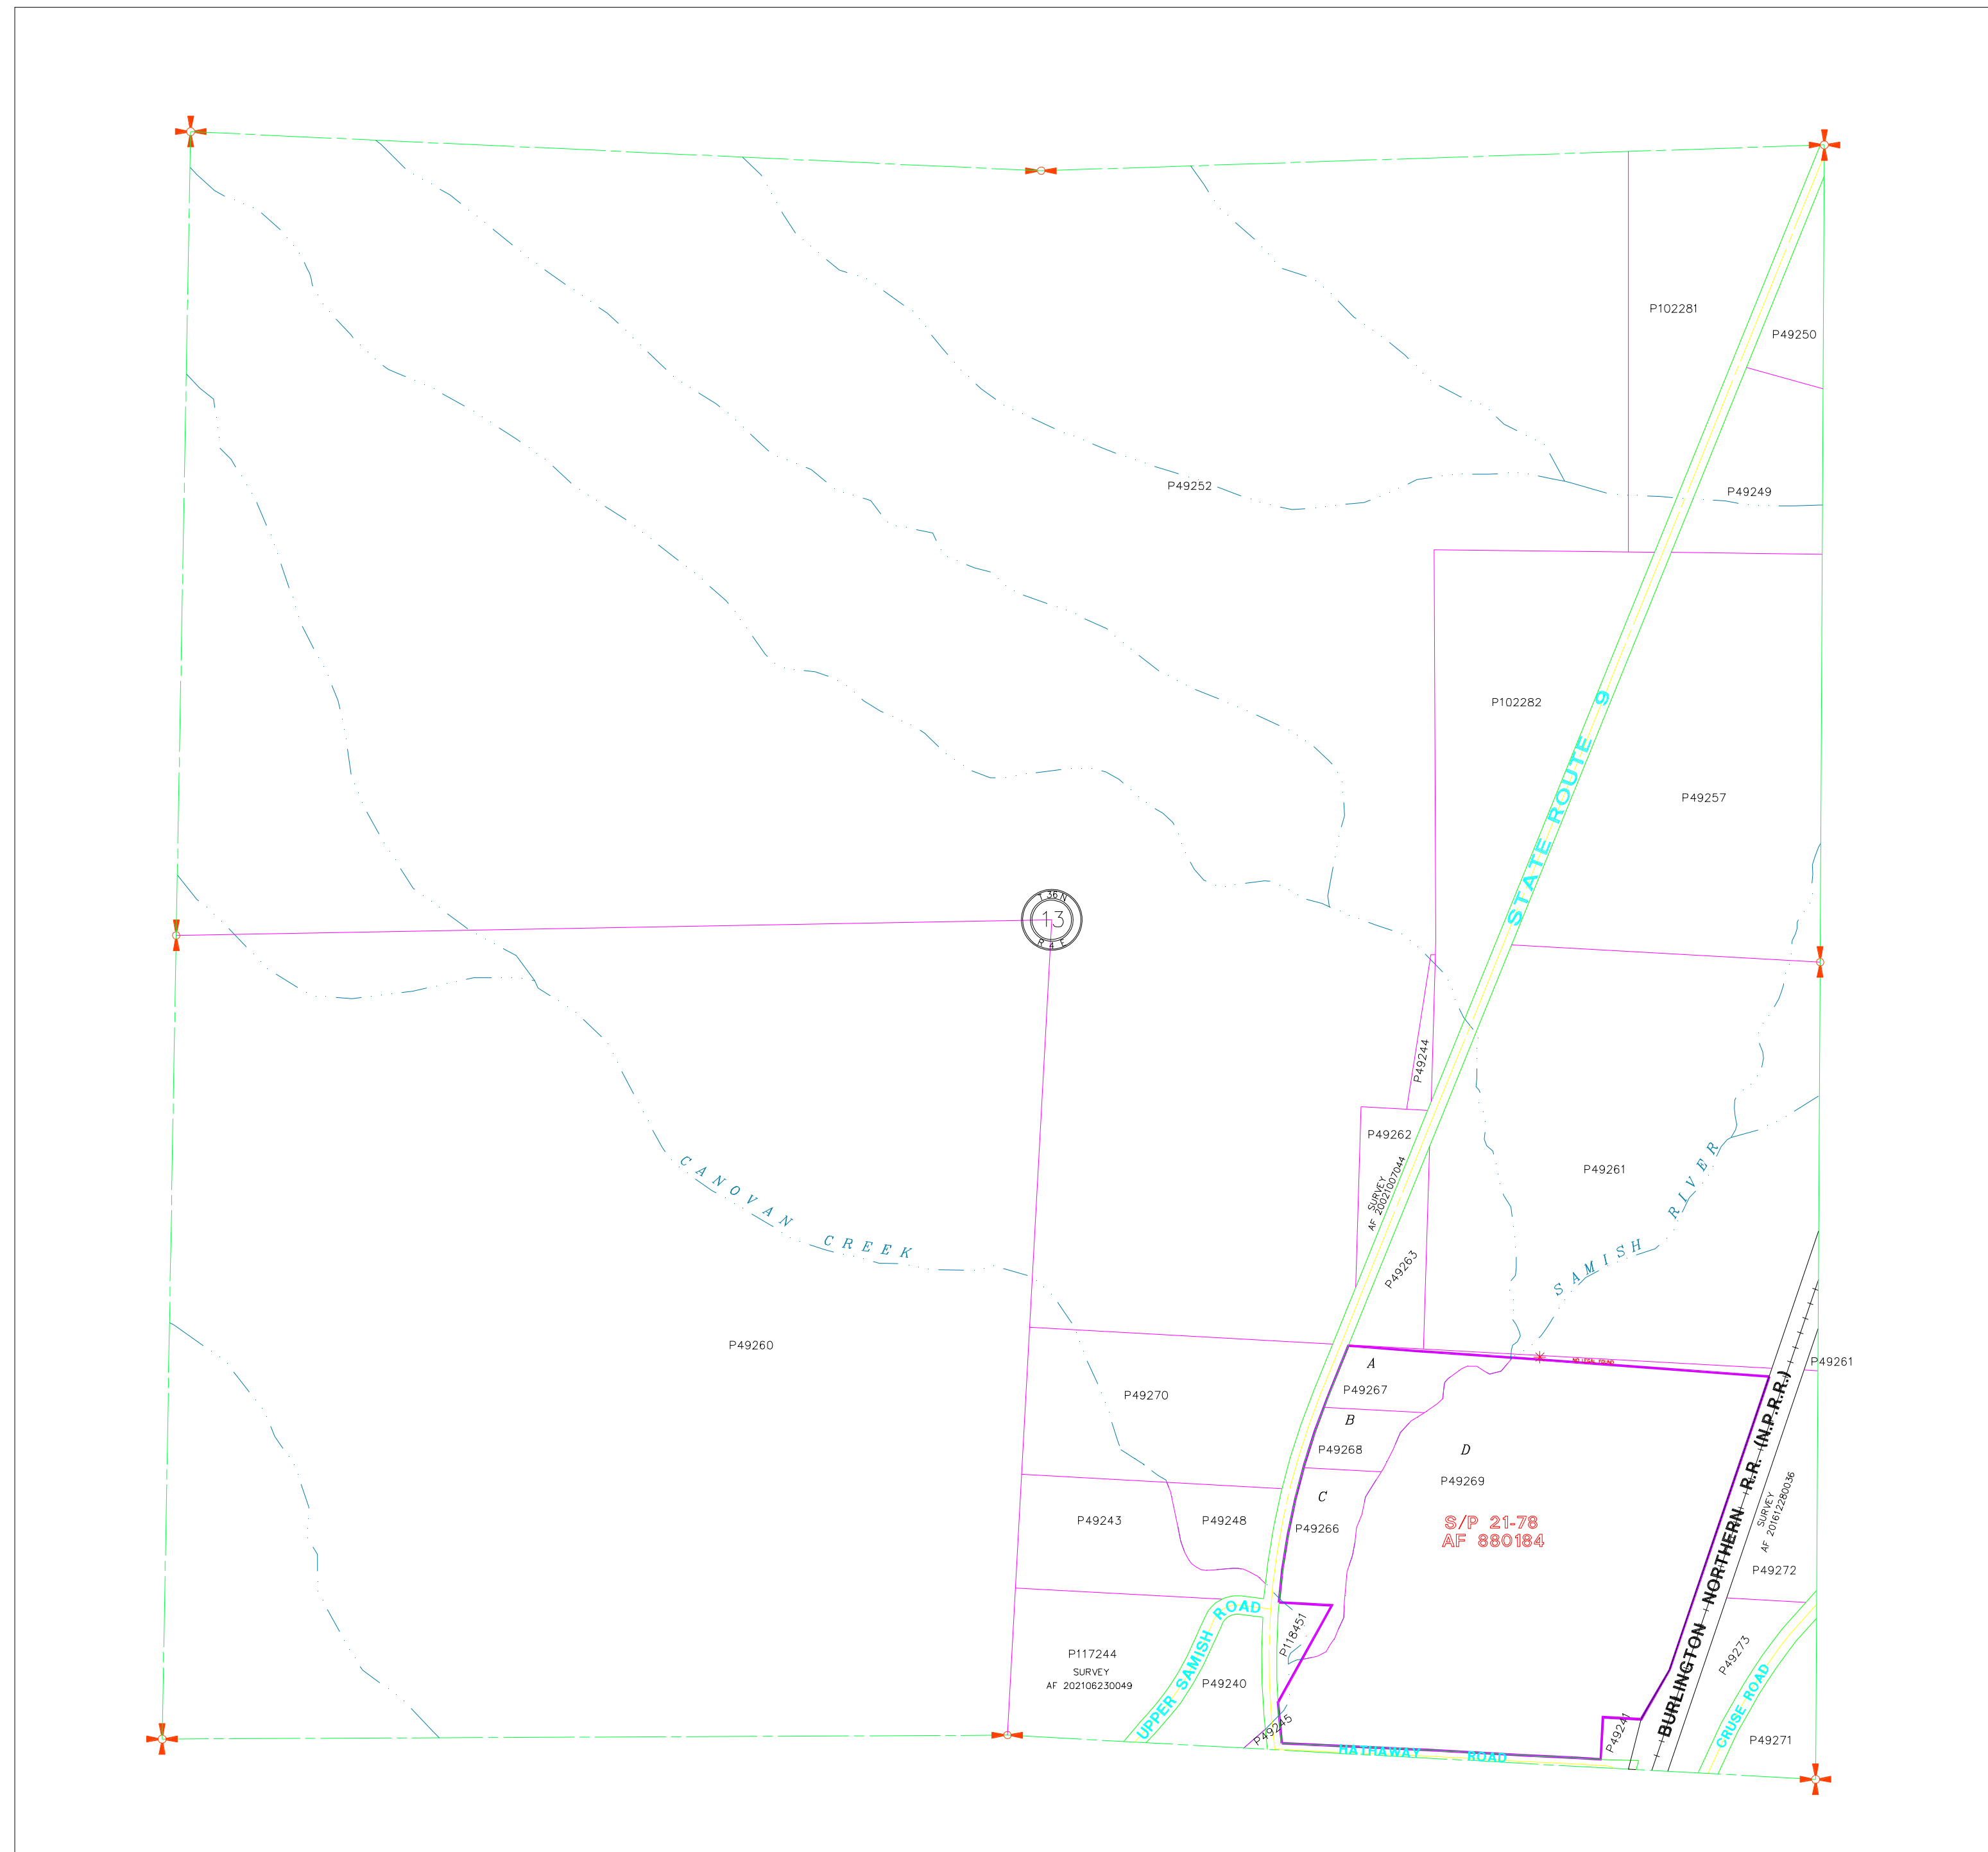 P102281
P49250
P49252
P49249
P102282
STATE ROUTE 9
P49257
T 36 N
13
R 4 E
P49244
P49262
SURVEY
AF 20021007044
P49261
SAMISH RIVER
CANOVAN CREEK
P49263
P49260
A
P49267
P49261
P49270
B
P49268
D
P49269
BURLINGTON NORTHERN R.R. (N.P.R.R.)
C
P49266
S/P 21-78
AF 880184
SURVEY
AF 201612280036
P49243
P49248
P49272
UPPER SAMISH ROAD
P118451
P117244
SURVEY
AF 202106230049
P49240
P49273
CRUSE ROAD
P49245
P49241
P49271
HATHAWAY ROAD